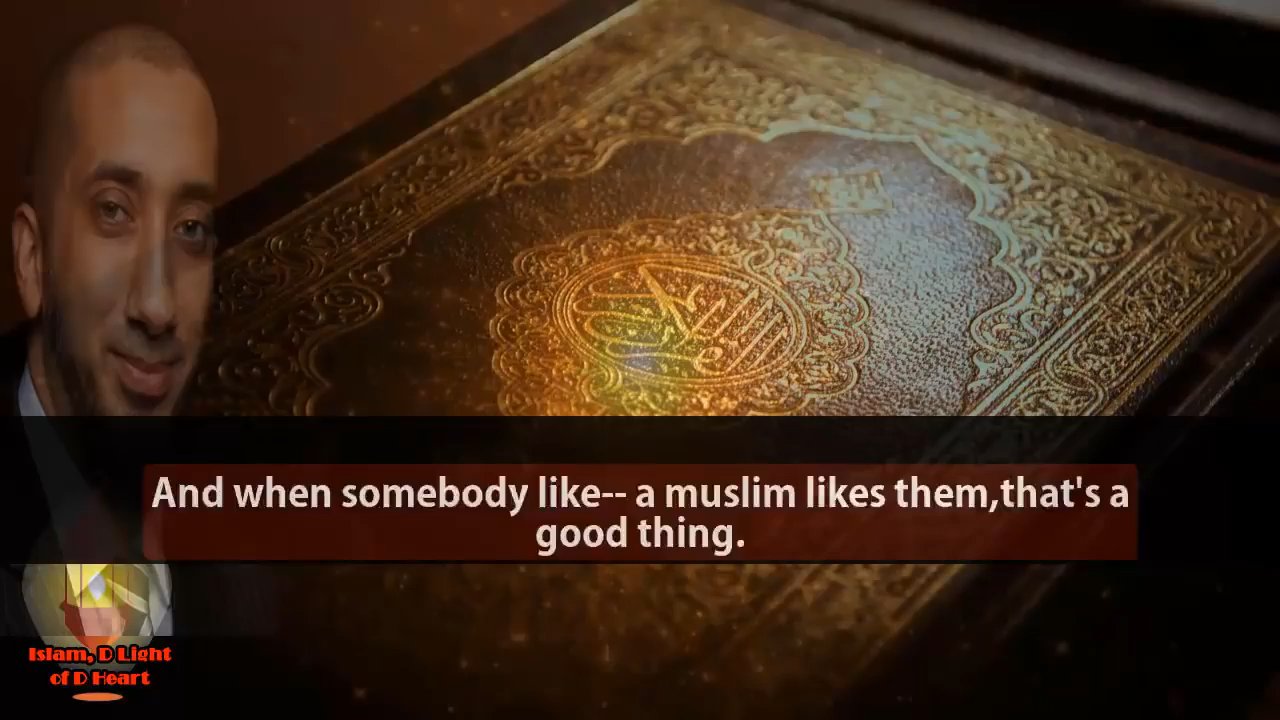 And when somebody like-- a muslim likes them,that's a
good thing.
Islam, D Light
of D Heart